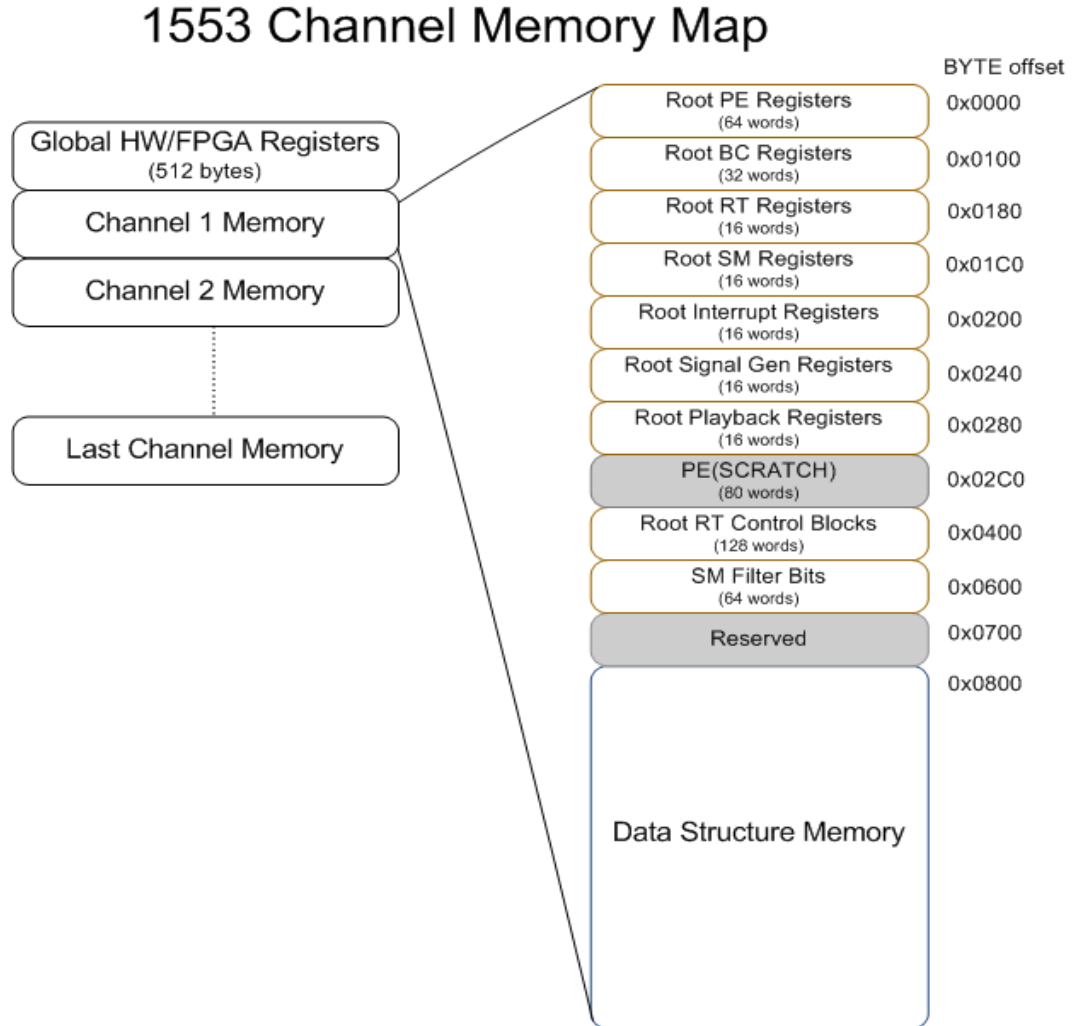 1553 Channel Memory Map
Global HW/FPGA Registers
(512 bytes)
Channel 1 Memory
Channel 2 Memory
Last Channel Memory
BYTE offset
Root PE Registers
(64 words)
0x0000
Root BC Registers
(32 words)
0x0100
Root RT Registers
(16 words)
0x0180
Root SM Registers
(16 words)
0x01C0
Root Interrupt Registers
(16 words)
0x0200
Root Signal Gen Registers
(16 words)
0x0240
Root Playback Registers
(16 words)
0x0280
PE(SCRATCH)
(80 words)
0x02C0
Root RT Control Blocks
(128 words)
0x0400
SM Filter Bits
(64 words)
0x0600
Reserved
0x0700
0x0800
Data Structure Memory